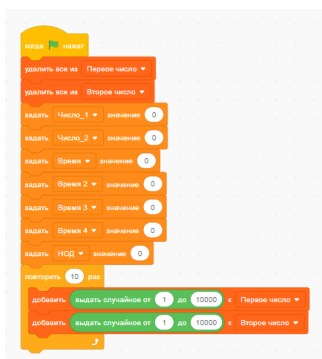 когда нажат
удалить все из Первое число
удалить все из Второе число
задать Число_1 значение 0
задать Число_2 значение 0
задать Время значение 0
задать Время 2 значение 0
задать Время 3 значение 0
задать Время 4 значение 0
задать НОД значение 0
повторить 10 раз
добавить выдать случайное от 1 до 10000 к Первое число
добавить выдать случайное от 1 до 10000 к Второе число